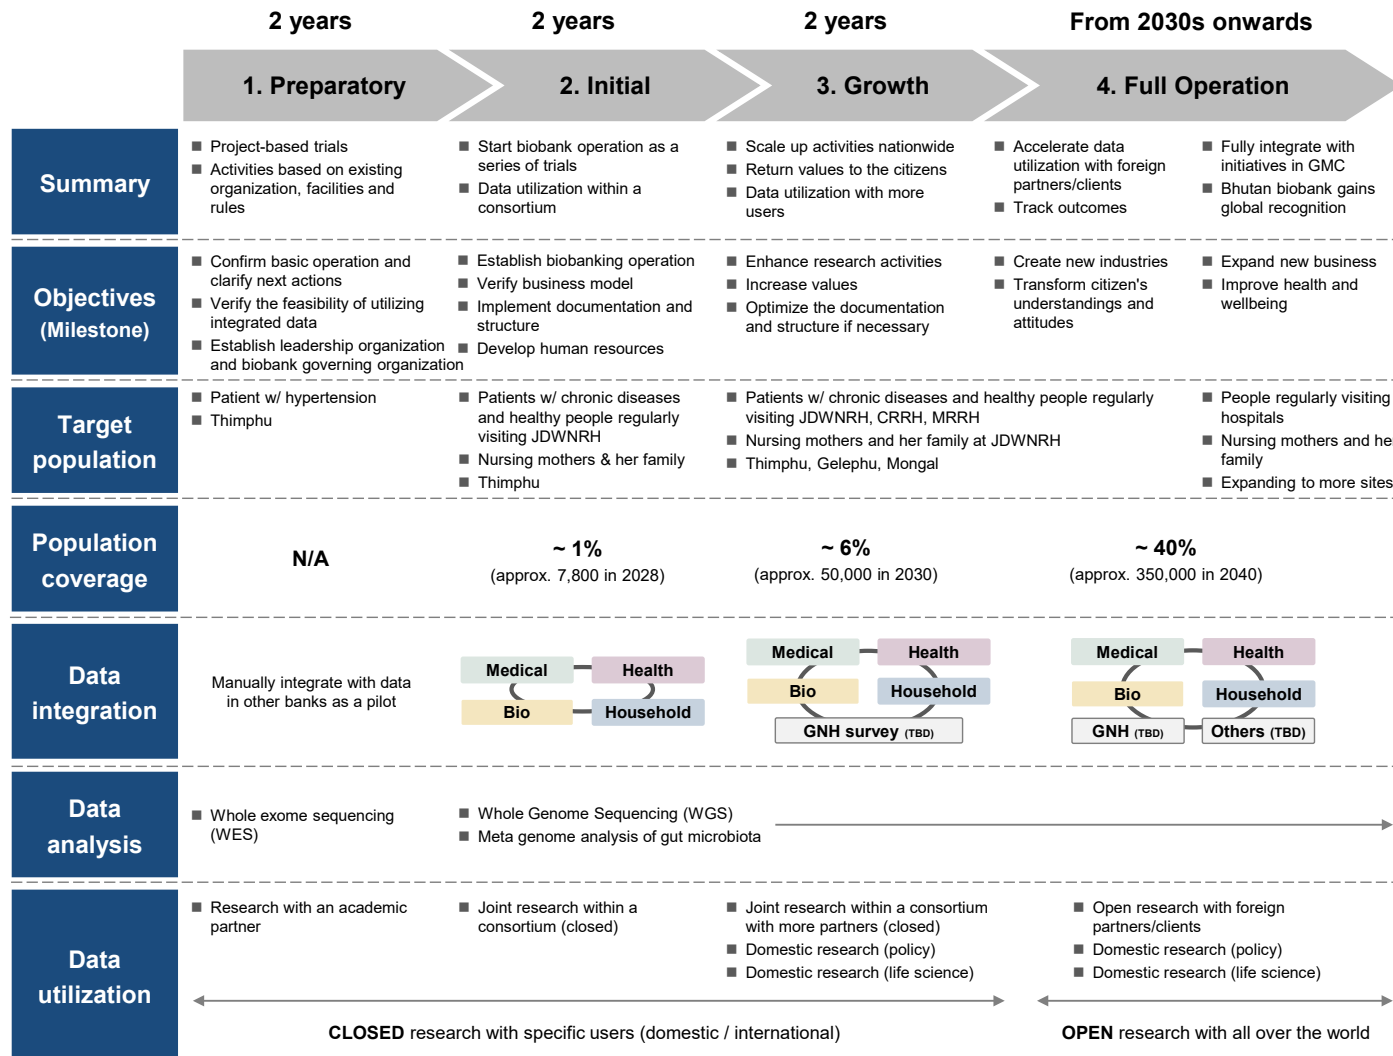 2 years
2 years
2 years
From 2030s onwards
1. Preparatory
2. Initial
3. Growth
4. Full Operation
Summary
■ Project-based trials
■ Activities based on existing
organization, facilities and
rules
■ Start biobank operation as a
series of trials
■ Data utilization within a
consortium
■ Scale up activities nationwide
■ Return values to the citizens
■ Data utilization with more
users
■ Accelerate data
utilization with foreign
partners/clients
■ Track outcomes
■ Fully integrate with
initiatives in GMC
■ Bhutan biobank gains
global recognition
Objectives
(Milestone)
■ Confirm basic operation and
clarify next actions
■ Verify the feasibility of utilizing
integrated data
■ Establish leadership organization
and biobank governing organization
■ Establish biobanking operation
■ Verify business model
■ Implement documentation and
structure
■ Develop human resources
■ Enhance research activities
■ Increase values
■ Optimize the documentation
and structure if necessary
■ Create new industries
■ Transform citizen's
understandings and
attitudes
■ Expand new business
■ Improve health and
wellbeing
Target
population
■ Patient w/ hypertension
■ Thimphu
■ Patients w/ chronic diseases
and healthy people regularly
visiting JDWNRH
■ Nursing mothers & her family
■ Thimphu
■ Patients w/ chronic diseases and healthy people regularly
visiting JDWNRH, CRRH, MRRH
■ Nursing mothers and her family at JDWNRH
■ Thimphu, Gelephu, Mongal
■ People regularly visiting
hospitals
■ Nursing mothers and her
family
■ Expanding to more sites
Population
coverage
N/A
~ 1%
(approx. 7,800 in 2028)
~ 6%
(approx. 50,000 in 2030)
~ 40%
(approx. 350,000 in 2040)
Data
integration
Manually integrate with data
in other banks as a pilot
Medical
Health
Bio
Household
Medical
Health
Bio
Household
GNH survey (TBD)
Medical
Health
Bio
Household
GNH (TBD)
Others (TBD)
Data
analysis
■ Whole exome sequencing
(WES)
■ Whole Genome Sequencing (WGS)
■ Meta genome analysis of gut microbiota
Data
utilization
■ Research with an academic
partner
■ Joint research within a
consortium (closed)
■ Joint research within a consortium
with more partners (closed)
■ Domestic research (policy)
■ Domestic research (life science)
■ Open research with foreign
partners/clients
■ Domestic research (policy)
■ Domestic research (life science)
CLOSED research with specific users (domestic / international)
OPEN research with all over the world